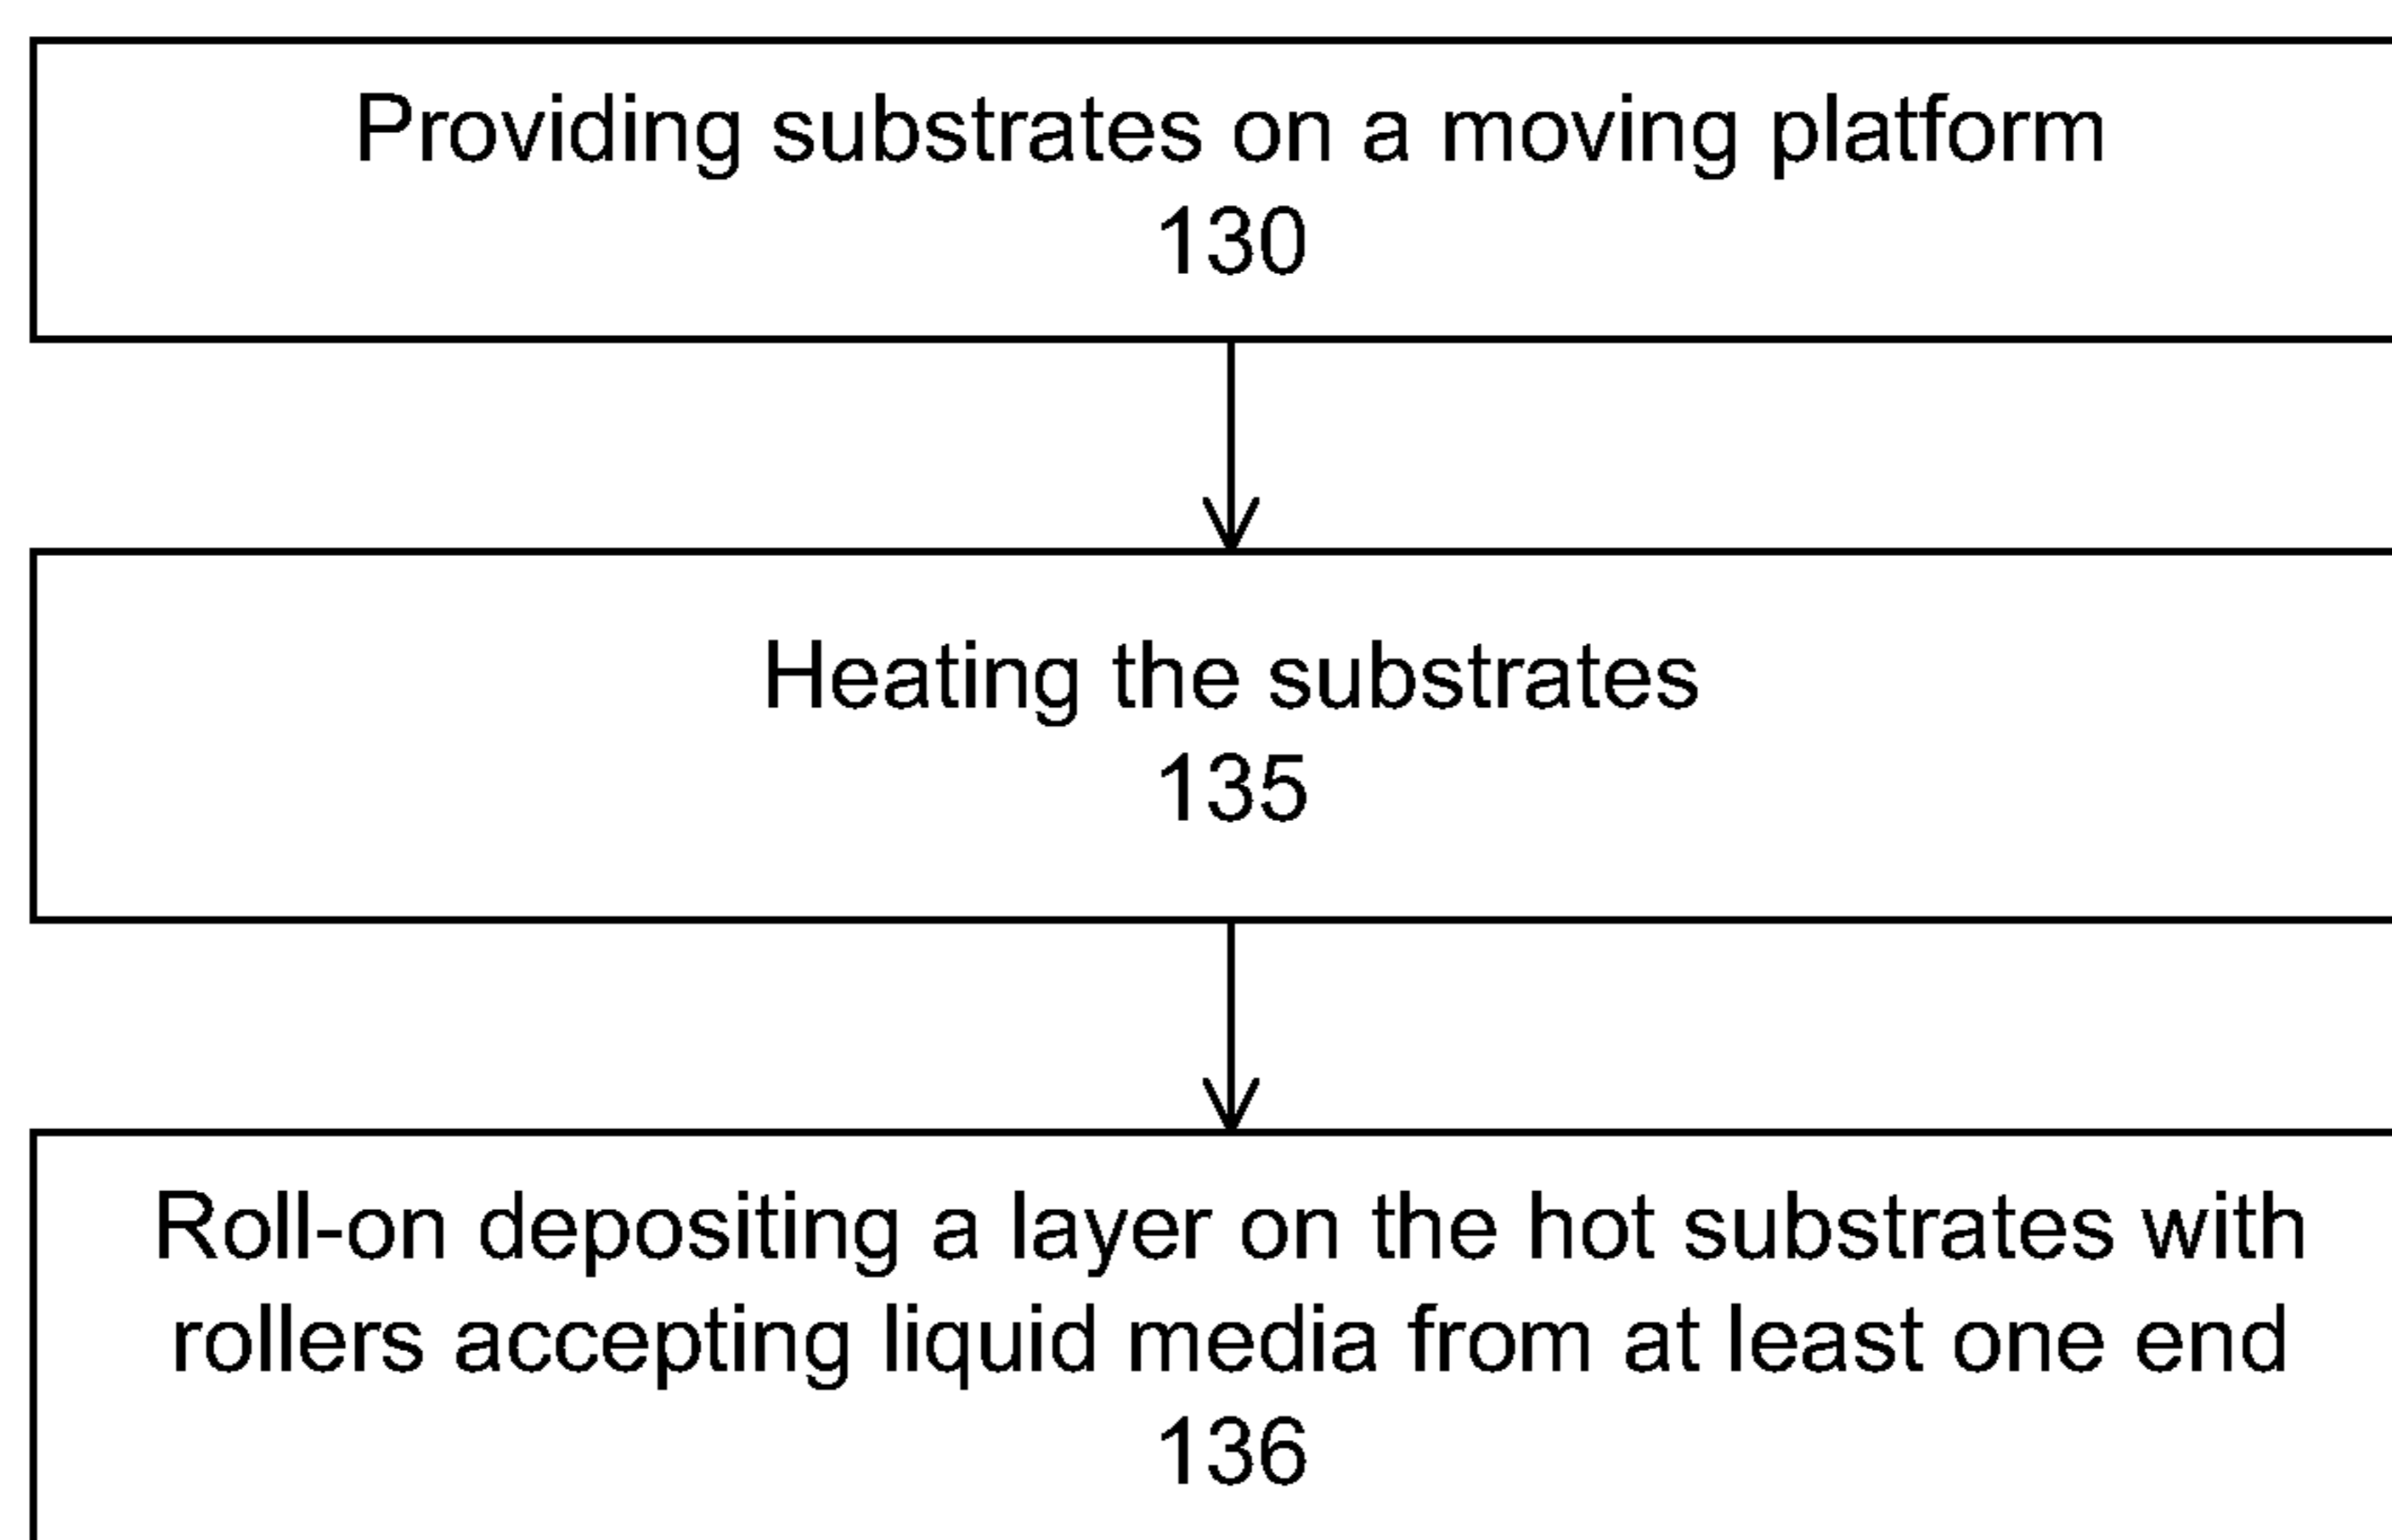 Providing substrates on a moving platform
130
Heating the substrates
135
Roll-on depositing a layer on the hot substrates with
rollers accepting liquid media from at least one end
136